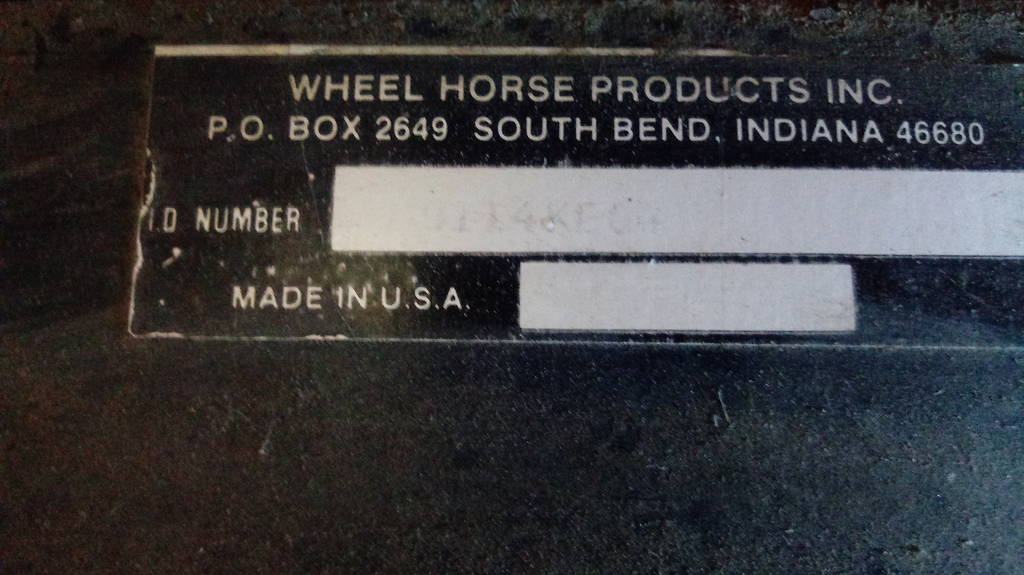 WHEEL HORSE PRODUCTS INC.
P.O. BOX 2649 SOUTH BEND, INDIANA 46680
I.D NUMBER
MADE IN U.S.A.